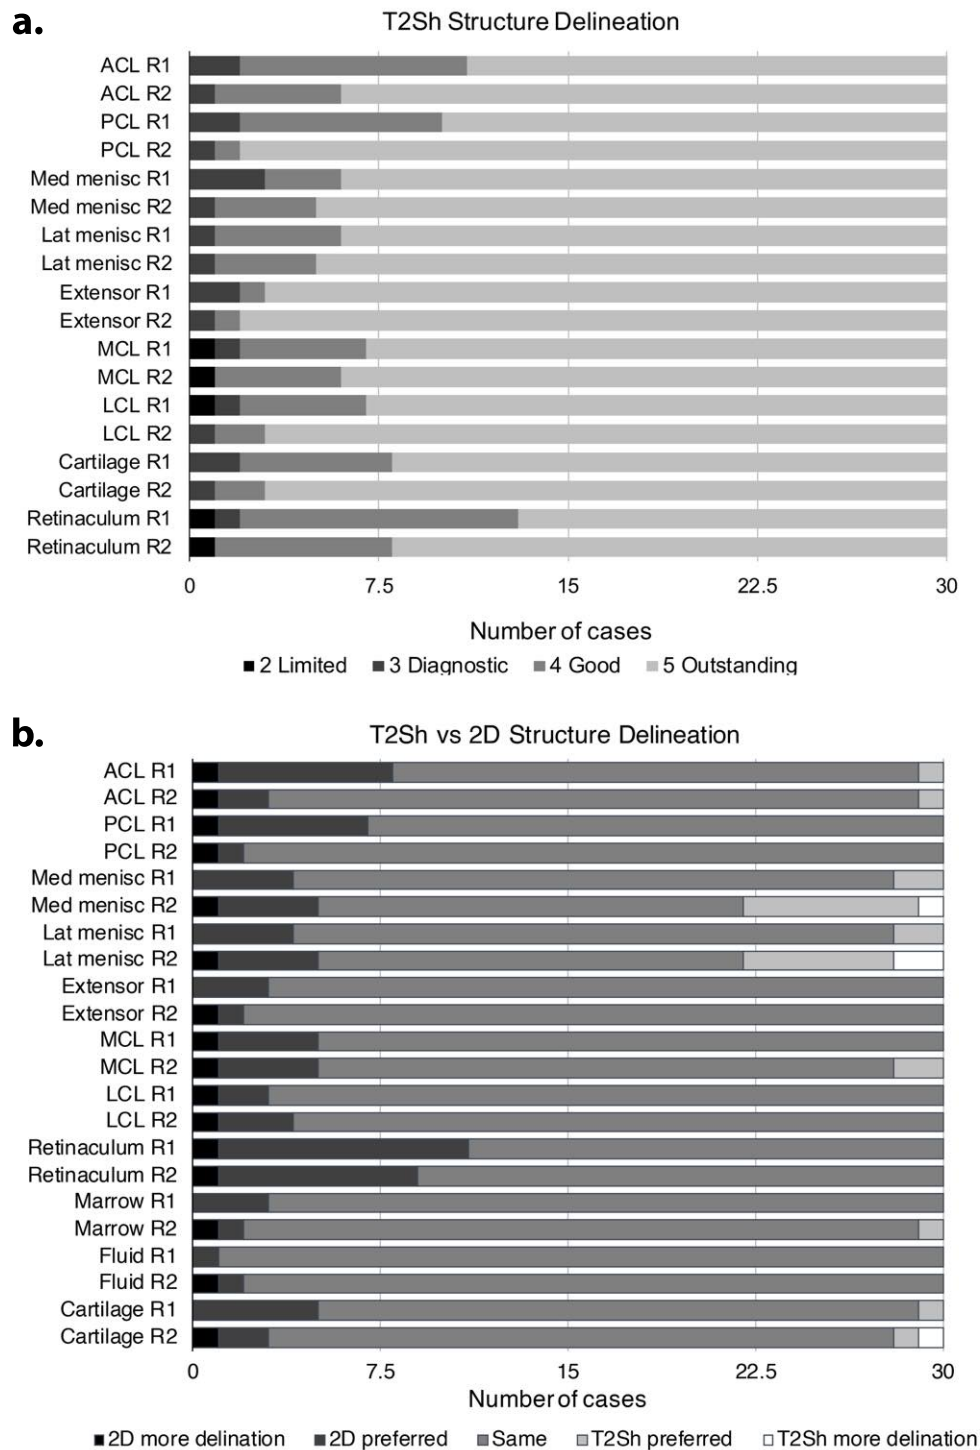 a.
T2Sh Structure Delineation
ACL R1
ACL R2
PCL R1
PCL R2
Med menisc R1
Med menisc R2
Lat menisc R1
Lat menisc R2
Extensor R1
Extensor R2
MCL R1
MCL R2
LCL R1
LCL R2
Cartilage R1
Cartilage R2
Retinaculum R1
Retinaculum R2
0 7.5 15 22.5 30
Number of cases
2 Limited 3 Diagnostic 4 Good 5 Outstanding
b.
T2Sh vs 2D Structure Delineation
ACL R1
ACL R2
PCL R1
PCL R2
Med menisc R1
Med menisc R2
Lat menisc R1
Lat menisc R2
Extensor R1
Extensor R2
MCL R1
MCL R2
LCL R1
LCL R2
Retinaculum R1
Retinaculum R2
Marrow R1
Marrow R2
Fluid R1
Fluid R2
Cartilage R1
Cartilage R2
0 7.5 15 22.5 30
Number of cases
2D more delination 2D preferred Same T2Sh preferred T2Sh more delination